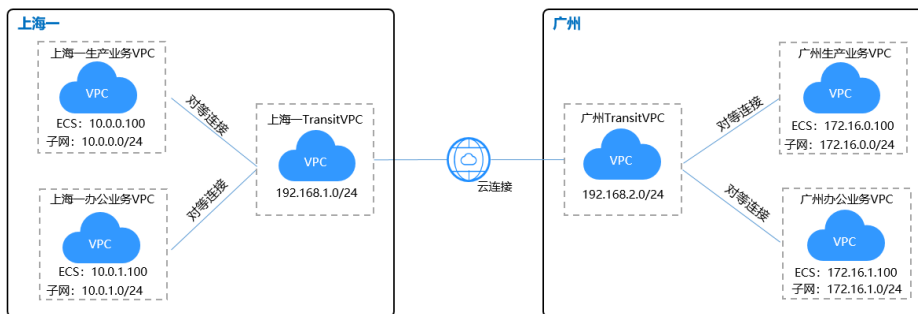 上海一
上海一生产业务VPC
VPC
ECS：10.0.0.100
子网：10.0.0.0/24
对等连接
上海一TransitVPC
VPC
192.168.1.0/24
对等连接
上海一办公业务VPC
VPC
ECS：10.0.1.100
子网：10.0.1.0/24
云连接
广州
广州TransitVPC
VPC
192.168.2.0/24
对等连接
广州生产业务VPC
VPC
ECS：172.16.0.100
子网：172.16.0.0/24
对等连接
广州办公业务VPC
VPC
ECS：172.16.1.100
子网：172.16.1.0/24